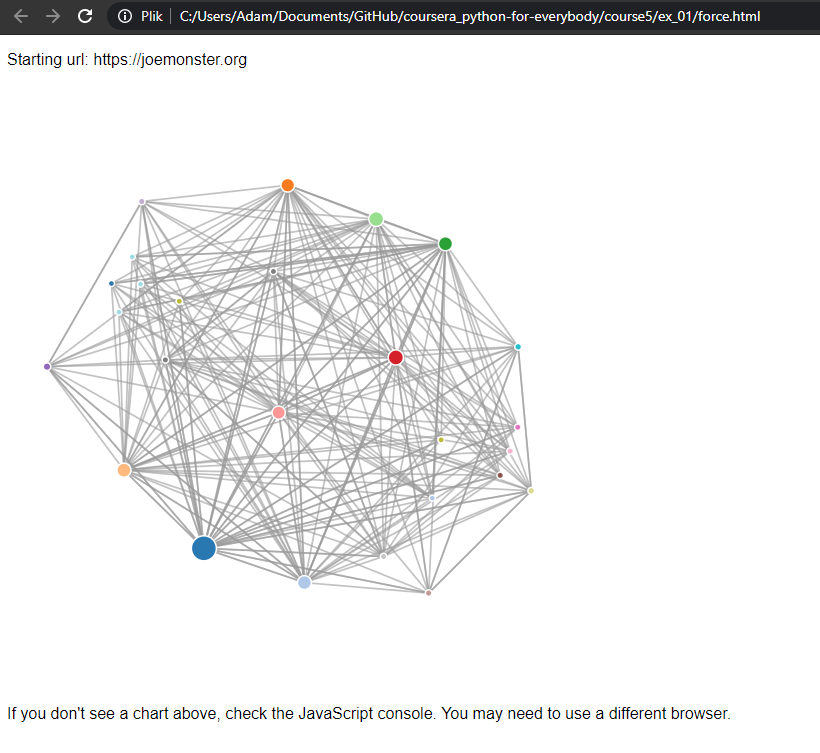 Plik
C:/Users/Adam/Documents/GitHub/coursera_python-for-everybody/course5/ex_01/force.html
Starting url: https://joemonster.org
If you don't see a chart above, check the JavaScript console. You may need to use a different browser.